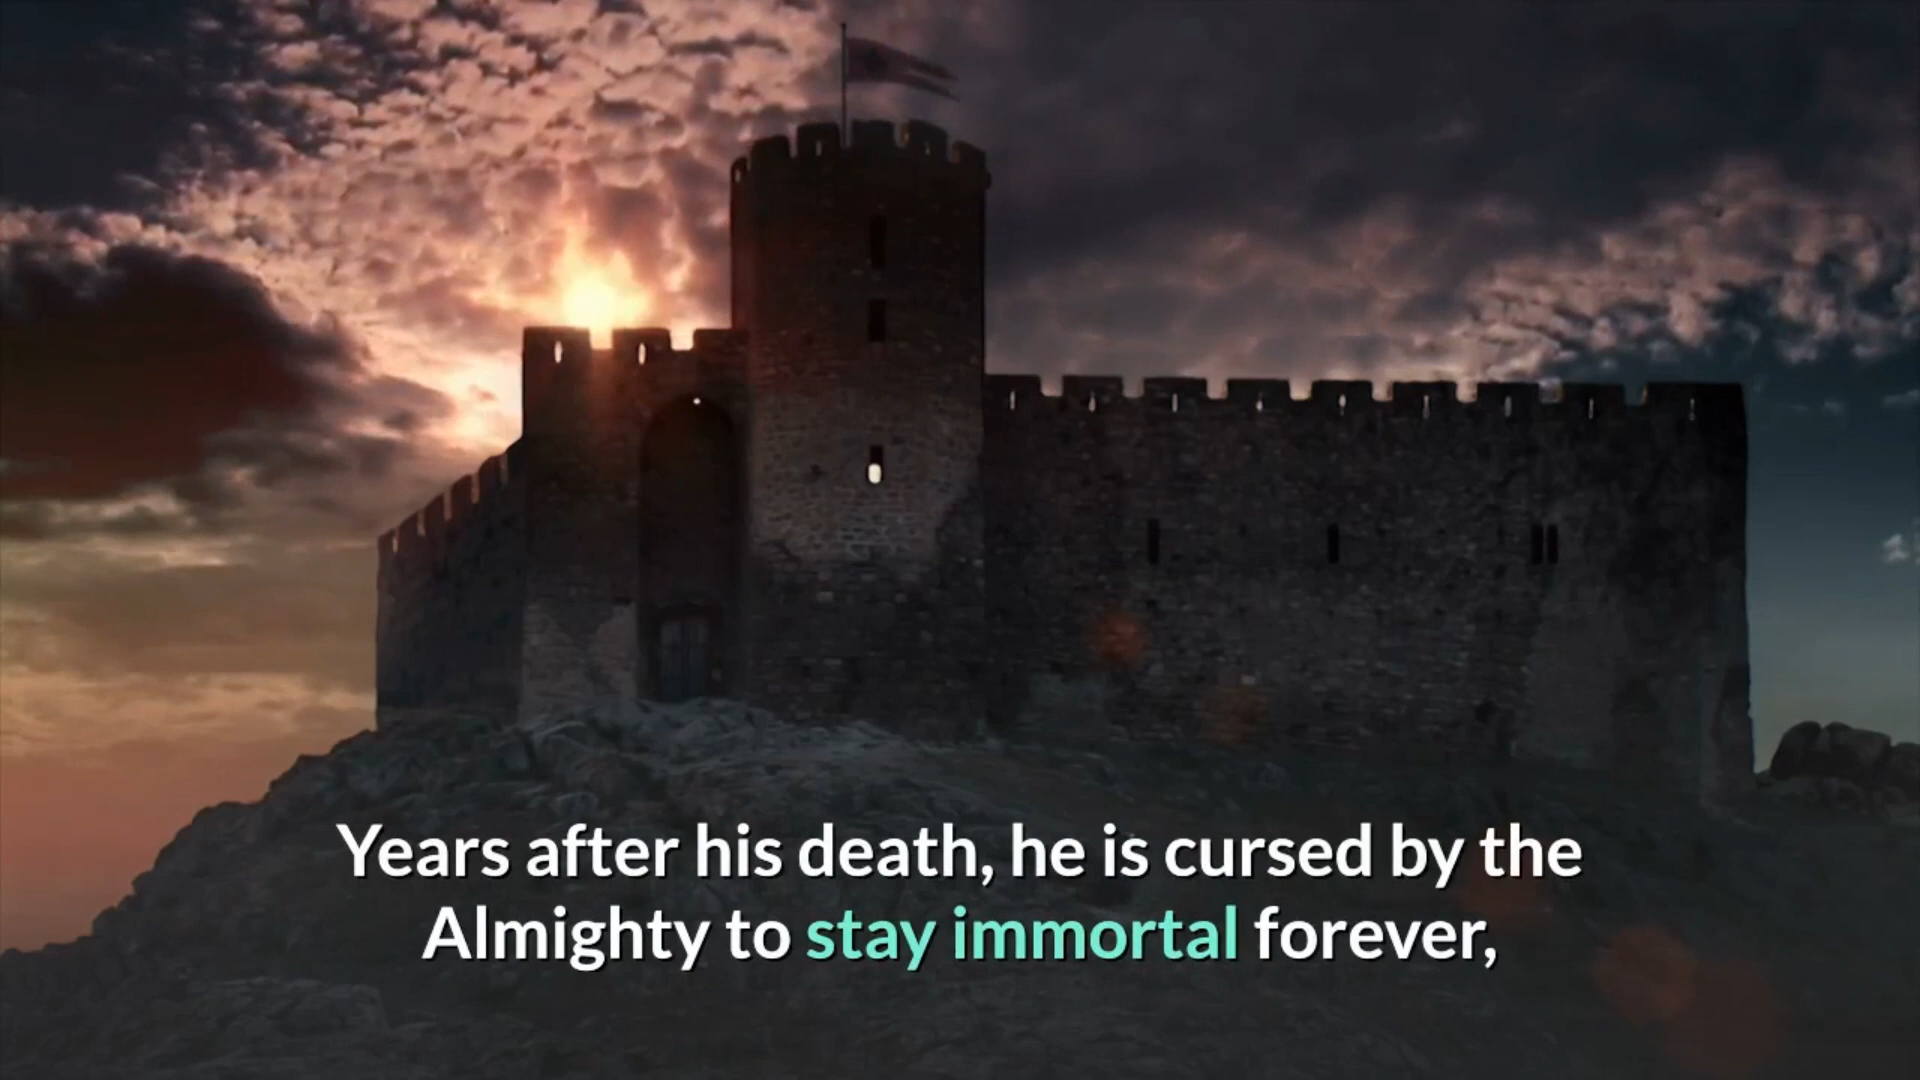 Years after his death, he is cursed by the
Almighty to stay immortal forever,